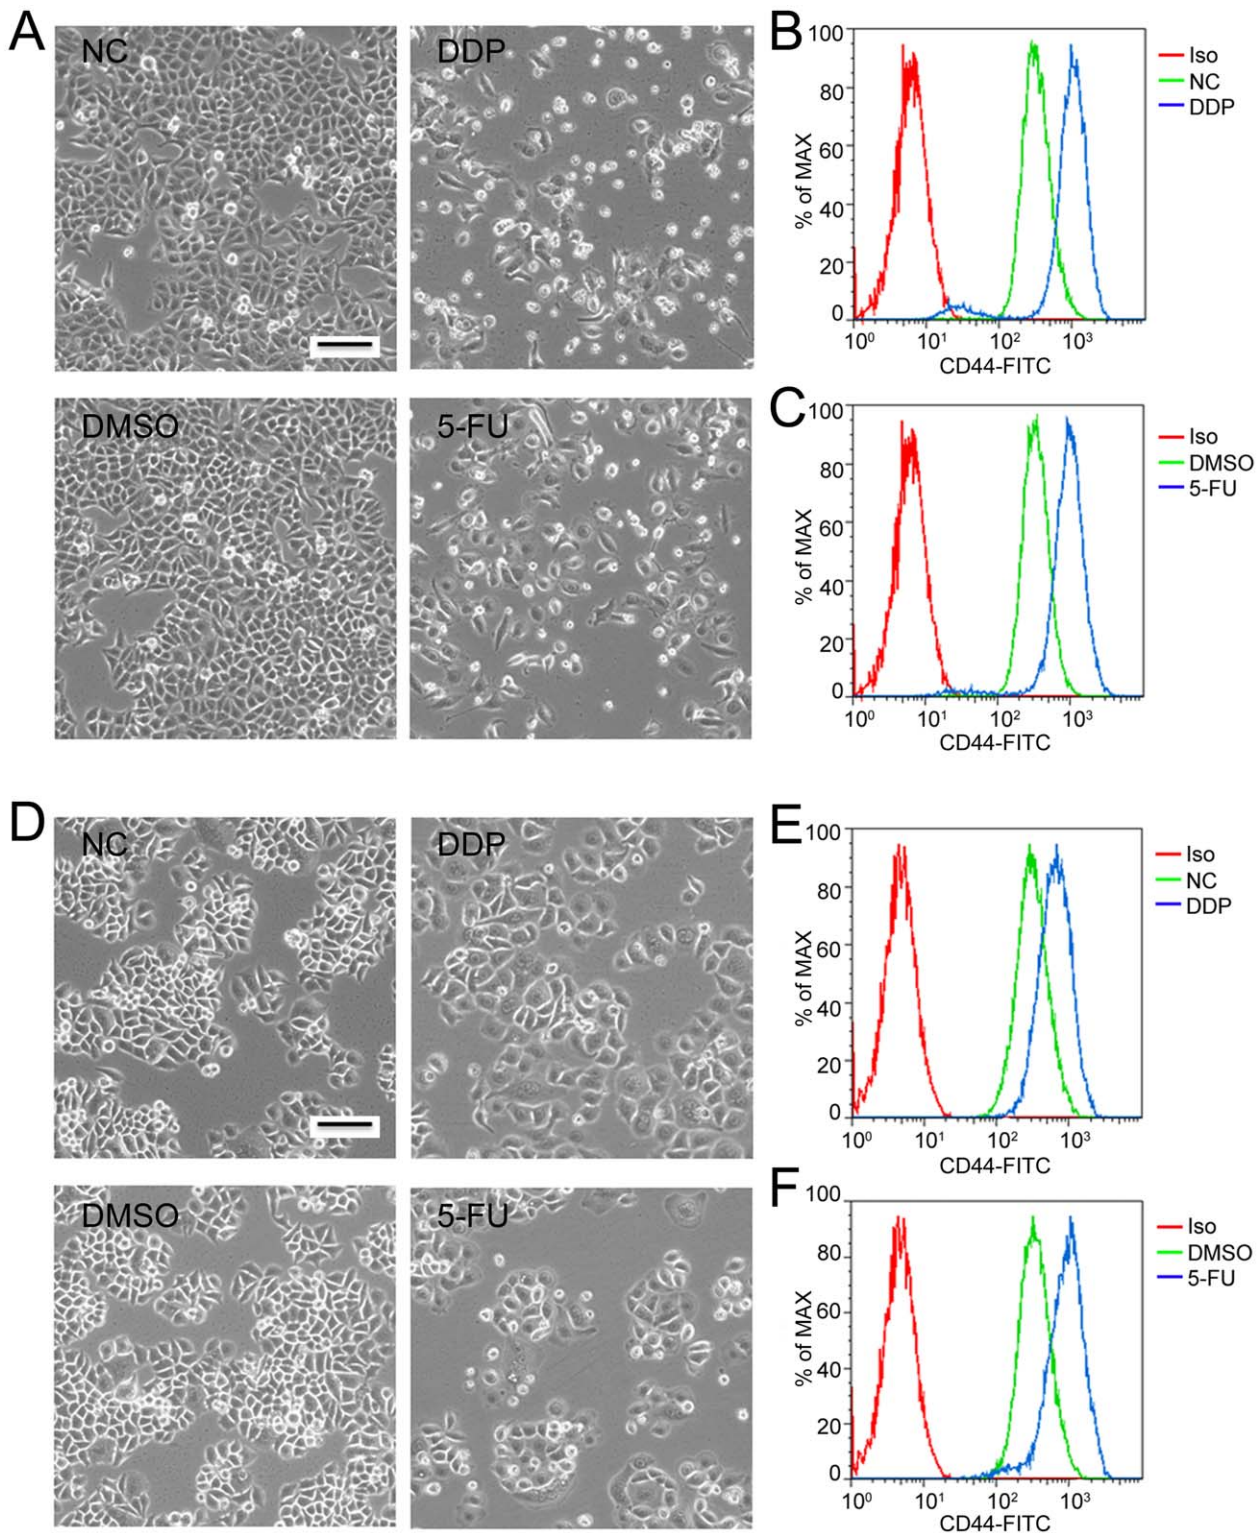 A
NC
DDP
DMSO
5-FU
B
100
80
60
40
20
0
% of MAX
10⁰ 10¹ 10² 10³
CD44-FITC
Iso
NC
DDP
C
100
80
60
40
20
0
% of MAX
10⁰ 10¹ 10² 10³
CD44-FITC
Iso
DMSO
5-FU
D
NC
DDP
DMSO
5-FU
E
100
80
60
40
20
0
% of MAX
10⁰ 10¹ 10² 10³
CD44-FITC
Iso
NC
DDP
F
100
80
60
40
20
0
% of MAX
10⁰ 10¹ 10² 10³
CD44-FITC
Iso
DMSO
5-FU